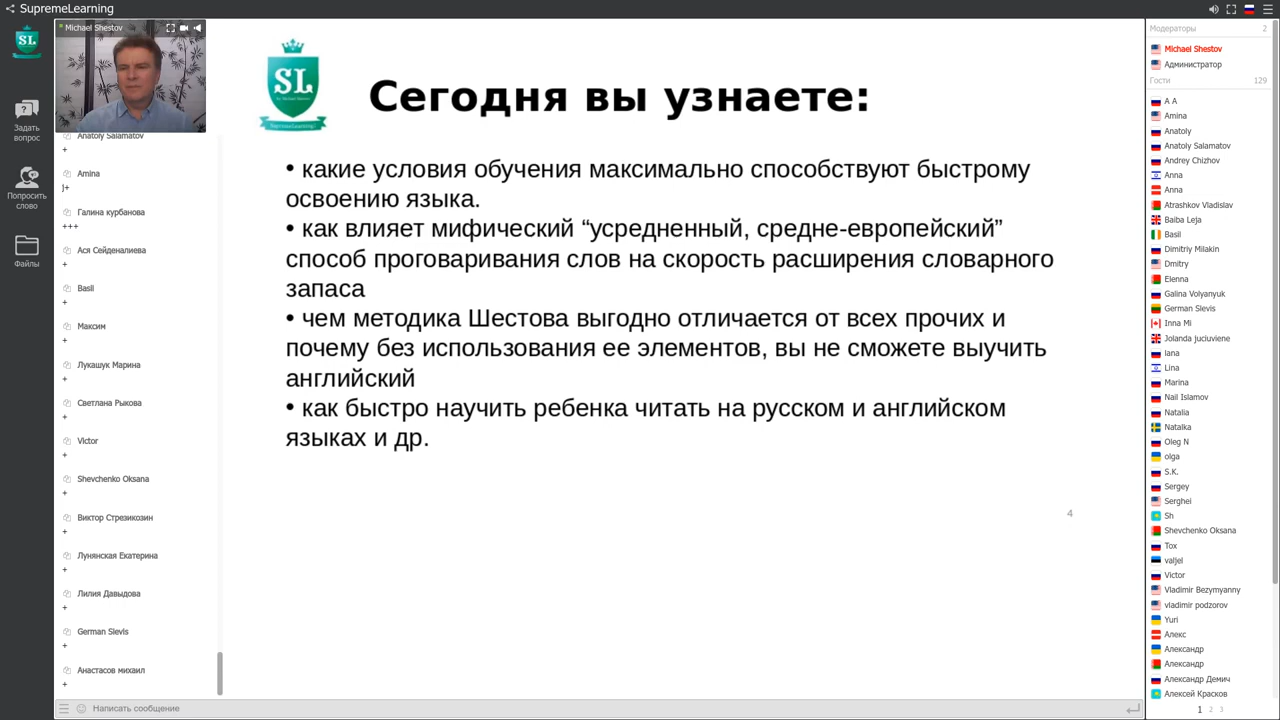 Spreading
Michael Shestov
Задать
вопрос
Попросить
слово
Файлы
Anatoly Salamatov
+
Amina
j+
Галина курбанова
+++
Ася Сейденалиева
+
Basil
+
Максим
+
Лукашук Марина
+
Светлана Рыкова
+
Victor
+
Shevchenko Oksana
+
Виктор Стрезикозин
+
Лунянская Екатерина
+
Лилия Давыдова
+
German Slevis
+
Анастасов михаил
+
Написать сообщение
SL
Сегодня вы узнаете:
• какие условия обучения максимально способствуют быстрому
освоению языка.
• как влияет мифический “усредненный, средне-европейский”
способ проговаривания слов на скорость расширения словарного
запаса
• чем методика Шестова выгодно отличается от всех прочих и
почему без использования ее элементов, вы не сможете выучить
английский
• как быстро научить ребенка читать на русском и английском
языках и др.
4
Модераторы 2
Michael Shestov
Администратор
Гости 129
A A
Amina
Anatoly
Anatoly Salamatov
Andrey Chizhov
Anna
Anna
Atrashkov Vladislav
Baiba Leja
Basil
Dimitriy Milakin
Dmitry
Elenna
Galina Volyanyuk
German Slevis
Inna Mi
Jolanda Juciuviene
lana
Lina
Marina
Nail Islamov
Natalia
Natalka
Oleg N
olga
S.K.
Sergey
Serghei
Sh
Shevchenko Oksana
Tox
valjel
Victor
Vladimir Bezymyanny
vladimir podzorov
Yuri
Алекс
Александр
Александр
Александр Демич
Алексей Красков
1 2 3